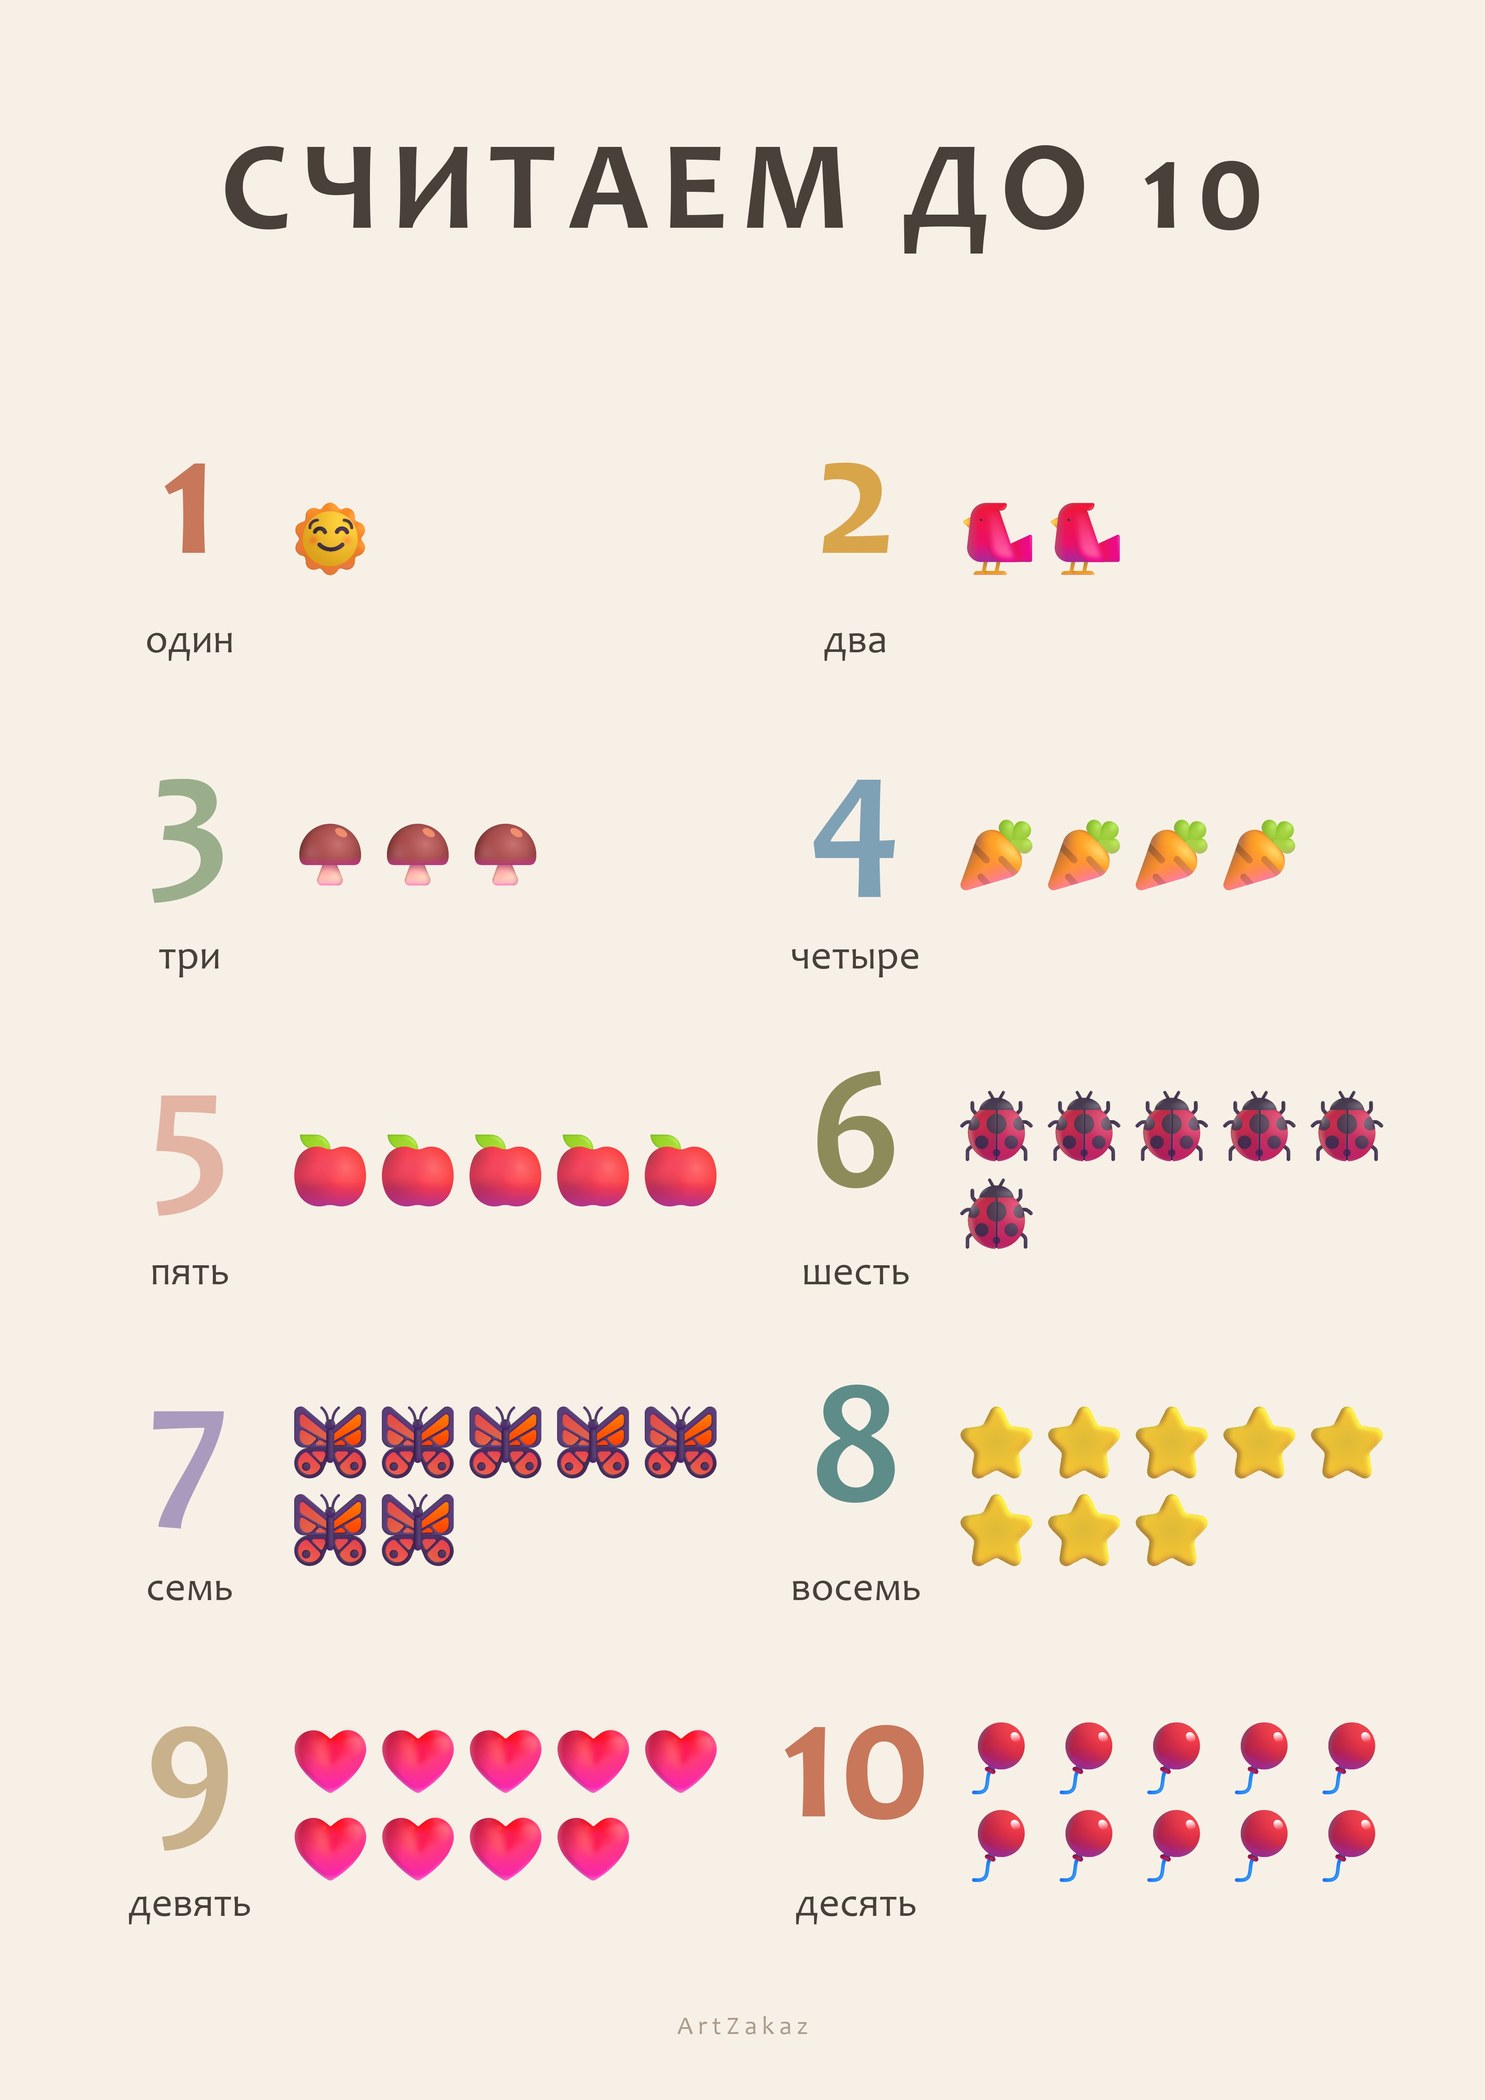 СЧИТАЕМ ДО 10
1
один
2
два
3
три
4
четыре
5
пять
6
шесть
7
семь
8
восемь
9
девять
10
десять
ArtZakaz